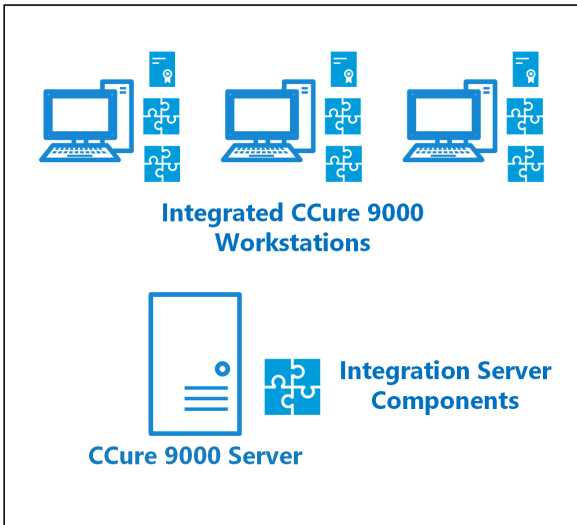 Integrated CCure 9000
Workstations
Integration Server
Components
CCure 9000 Server